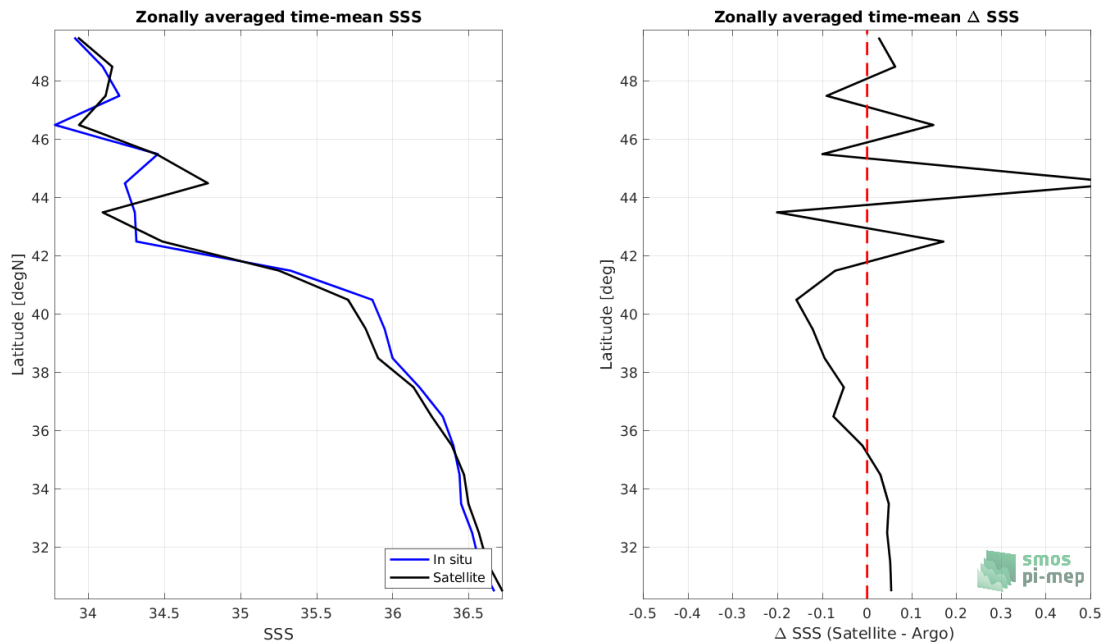 Zonally averaged time-mean SSS
Latitude [degN]
48
46
44
42
40
38
36
34
32
34 34.5 35 35.5 36 36.5
SSS
In situ
Satellite
Zonally averaged time-mean Δ SSS
Latitude [deg]
48
46
44
42
40
38
36
34
32
-0.5 -0.4 -0.3 -0.2 -0.1 0 0.1 0.2 0.3 0.4 0.5
Δ SSS (Satellite - Argo)
smos
pi-mep